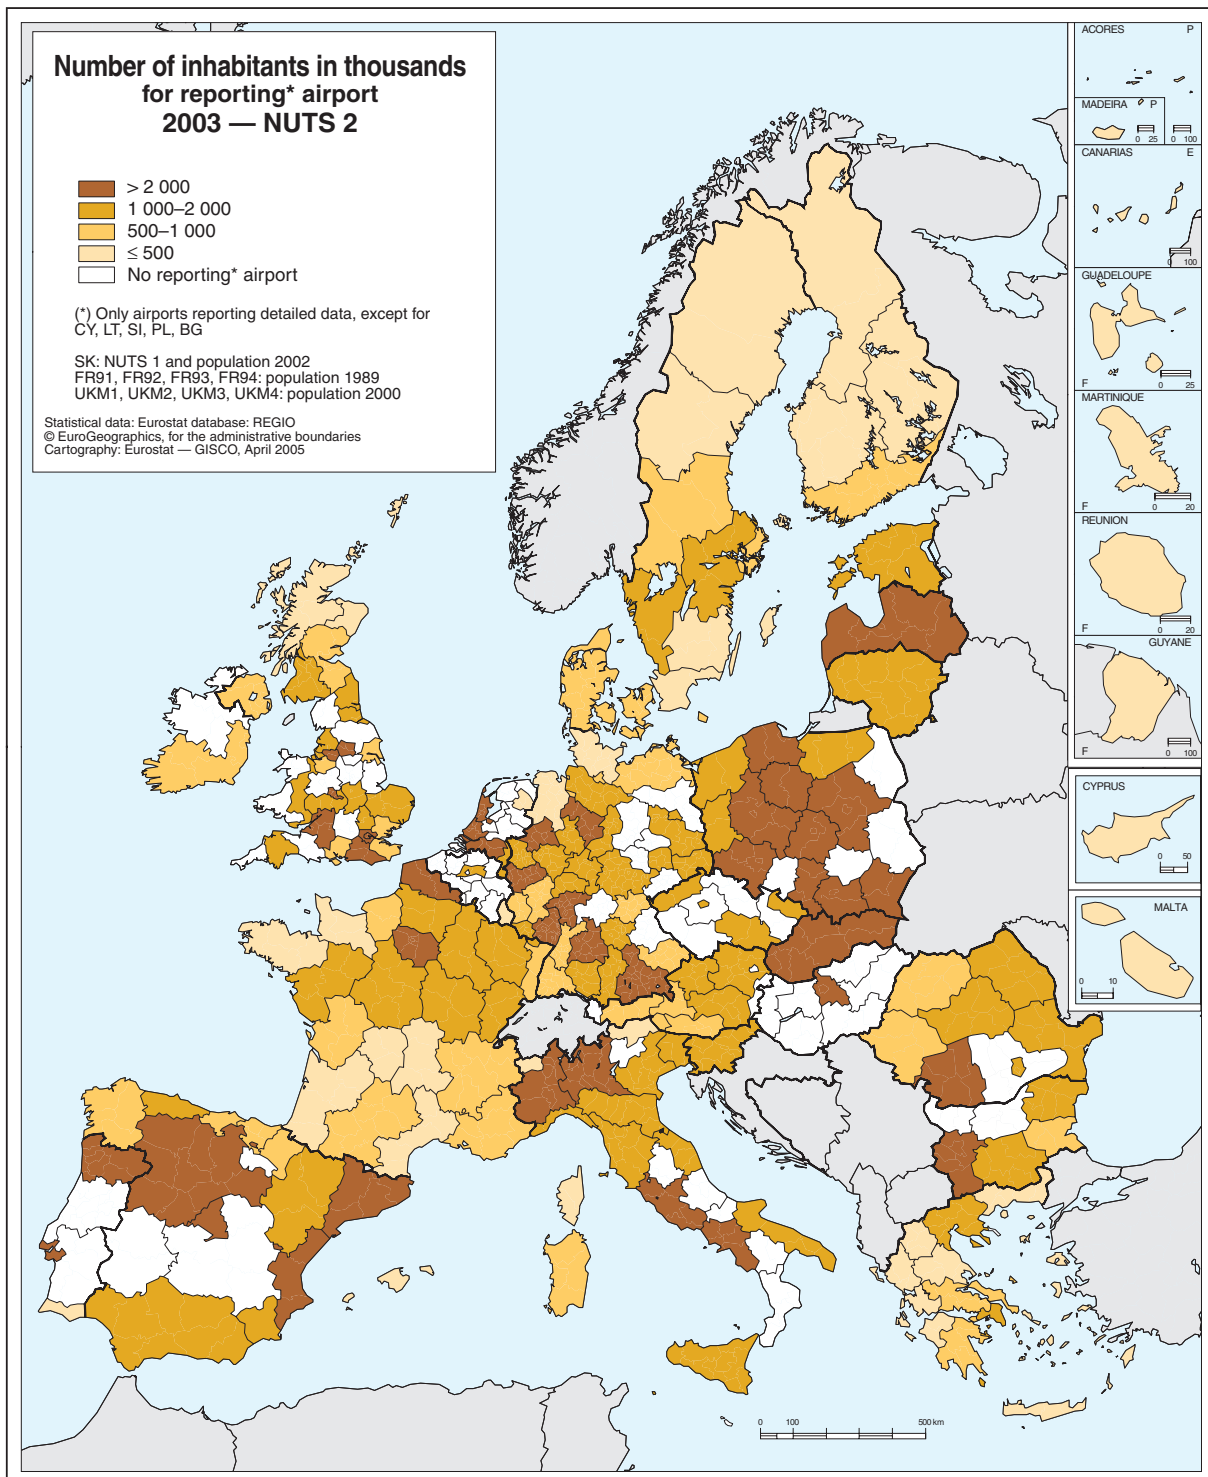 Number of inhabitants in thousands
for reporting* airport
2003 — NUTS 2
> 2 000
1 000–2 000
500–1 000
≤ 500
No reporting* airport
(*) Only airports reporting detailed data, except for
CY, LT, SI, PL, BG
SK: NUTS 1 and population 2002
FR91, FR92, FR93, FR94: population 1989
UKM1, UKM2, UKM3, UKM4: population 2000
Statistical data: Eurostat database: REGIO
© EuroGeographics, for the administrative boundaries
Cartography: Eurostat — GISCO, April 2005
ACORES P
MADEIRA P
0 25 0 100
CANARIAS E
0 100
GUADELOUPE
F 0 25
MARTINIQUE
F 0 20
REUNION
F 0 20
GUYANE
F 0 100
CYPRUS
0 50
MALTA
0 10
0 100 500 km